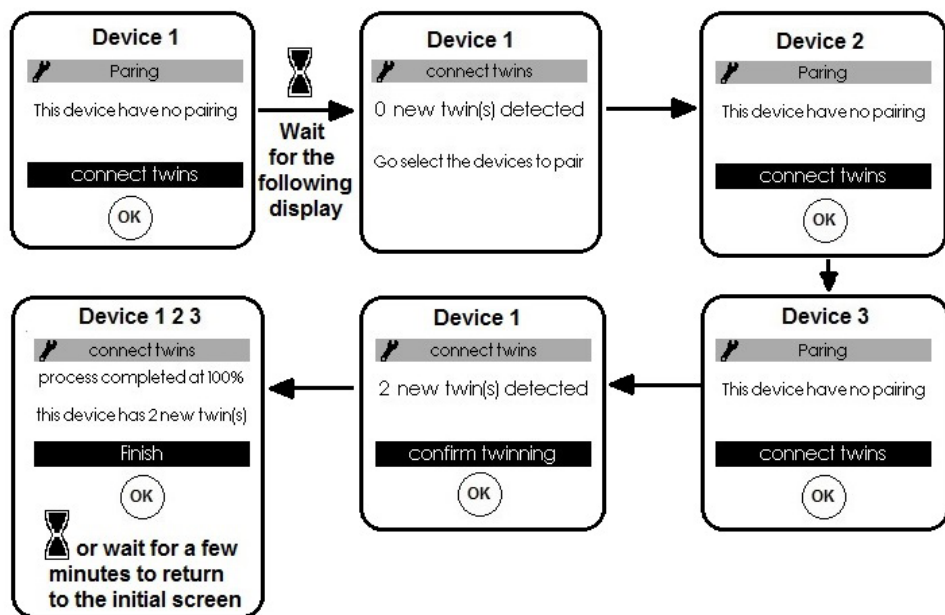 Device 1
Paring
This device have no pairing
connect twins
OK
Wait
for the
following
display
Device 1
connect twins
0 new twin(s) detected
Go select the devices to pair
Device 2
Paring
This device have no pairing
connect twins
OK
Device 3
Paring
This device have no pairing
connect twins
OK
Device 1
connect twins
2 new twin(s) detected
confirm twinning
OK
Device 1 2 3
connect twins
process completed at 100%
this device has 2 new twin(s)
Finish
OK
or wait for a few
minutes to return
to the initial screen